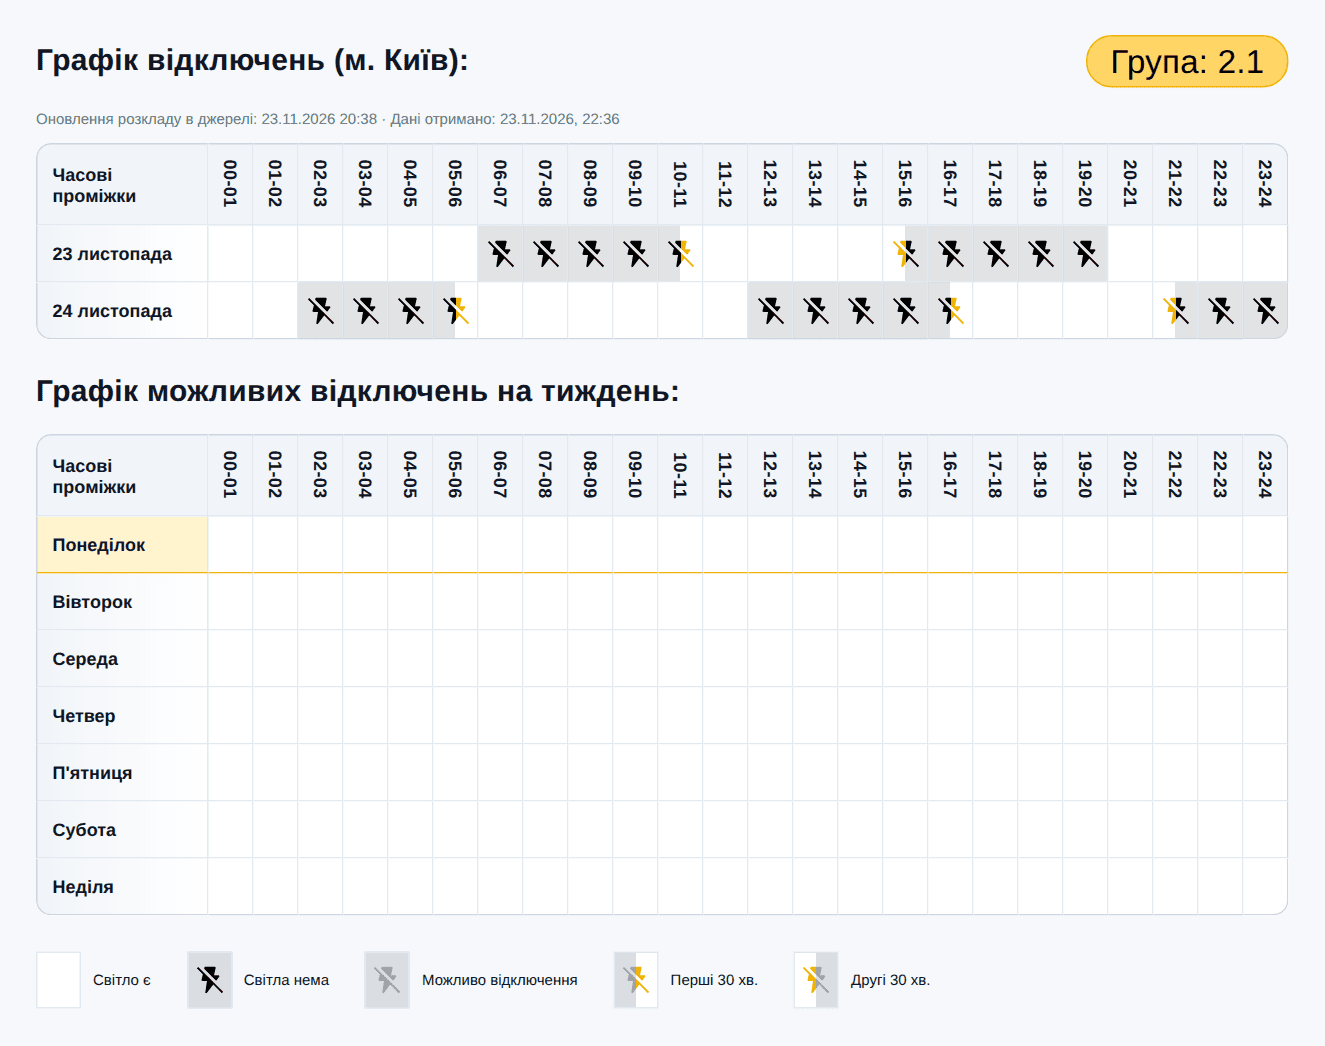 Графік відключень (м. Київ):
Група: 2.1
Оновлення розкладу в джерелі: 23.11.2026 20:38 · Дані отримано: 23.11.2026, 22:36
Часові
проміжки
00-01
01-02
02-03
03-04
04-05
05-06
06-07
07-08
08-09
09-10
10-11
11-12
12-13
13-14
14-15
15-16
16-17
17-18
18-19
19-20
20-21
21-22
22-23
23-24
23 листопада
24 листопада
Графік можливих відключень на тиждень:
Часові
проміжки
00-01
01-02
02-03
03-04
04-05
05-06
06-07
07-08
08-09
09-10
10-11
11-12
12-13
13-14
14-15
15-16
16-17
17-18
18-19
19-20
20-21
21-22
22-23
23-24
Понеділок
Вівторок
Середа
Четвер
П'ятниця
Субота
Неділя
Світло є
Світла нема
Можливо відключення
Перші 30 хв.
Другі 30 хв.